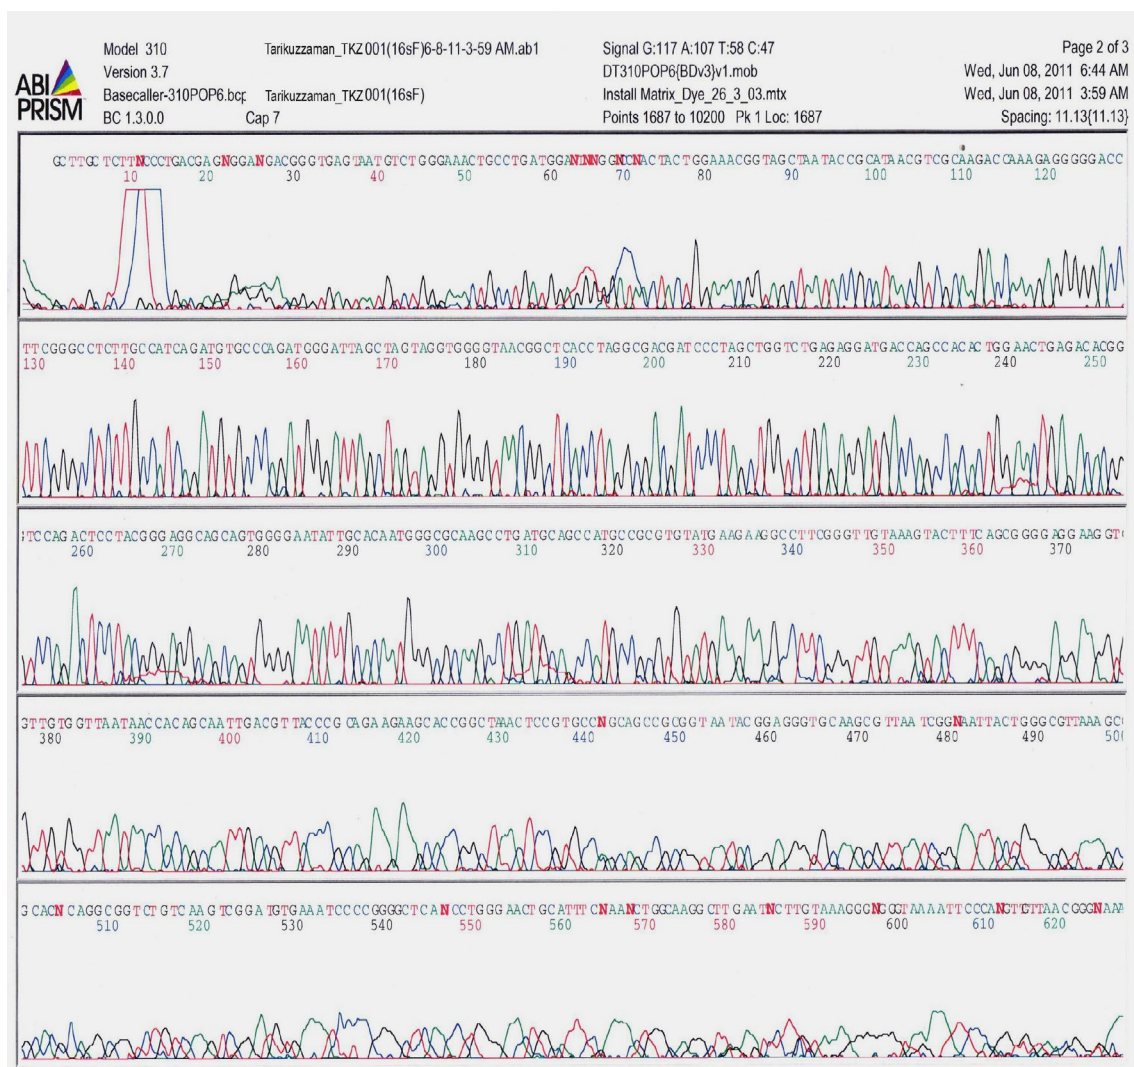 Model 310 Tarikuzzaman_TKZ001(16sF)6-8-11-3-59 AM.ab1 Signal G:117 A:107 T:58 C:47 Page 2 of 3
ABI PRISM
Version 3.7 DT310POP6{BDv3}v1.mob Wed, Jun 08, 2011 6:44 AM
Basecaller-310POP6.bcp Tarikuzzaman_TKZ001(16sF) Install Matrix_Dye_26_3_03.mtx Wed, Jun 08, 2011 3:59 AM
BC 1.3.0.0 Cap 7 Points 1687 to 10200 Pk 1 Loc: 1687 Spacing: 11.13{11.13}
GCTTGCTCTTNCCCTGACGAGNGGANGACGGGTGAGTAATGTCTGGGAAACTGCCTGATGGANTNNGGNCNACTACTGGAAACGGTAGCTAATACCGCATAACGTCGCAAGACCAAAGAGGGGGACC
10 20 30 40 50 60 70 80 90 100 110 120
TTCGGGCCTCTTGCCATCAGATGTGCCCAGATGGGATTAGCTAGTAGGTGGGGTAACGGCTCACCTAGGCGACGATCCCTAGCTGGTCTGAGAGGATGACCAGCCACACTGGAACTGAGACACGG
130 140 150 160 170 180 190 200 210 220 230 240 250
TCCAGACTCCTACGGGAGGCAGCAGTGGGGAATATTGCACAATGGGCGCAAGCCTGATGCAGCCATGCCGCGTGTATGAAGAAGGCCTTCGGGTTGTAAAGTACTTTCAGCGGGGAGGAAGGT
260 270 280 290 300 310 320 330 340 350 360 370
GTTGTGGTTAATAACCACAGCAATTGACGTTACCCGCAGAAGAAGCACCGGCTAAACTCCGTGCCNGCAGCCGCGGTAATACGGAGGGTGCAAGCGTTAATCGGNAATTACTGGGCGTTAAAGC
380 390 400 410 420 430 440 450 460 470 480 490 500
GCACNCAGGCGGTCTGTCAAGTCGGATGTGAAATCCCCGGGCTCANCCTGGGAACTGCATTTCNAANCTGGCAAGGCTTGAATNCTTGTAAAGGGNGGGTAAAATTCCCANGTGTTAACGGGNAAA
510 520 530 540 550 560 570 580 590 600 610 620